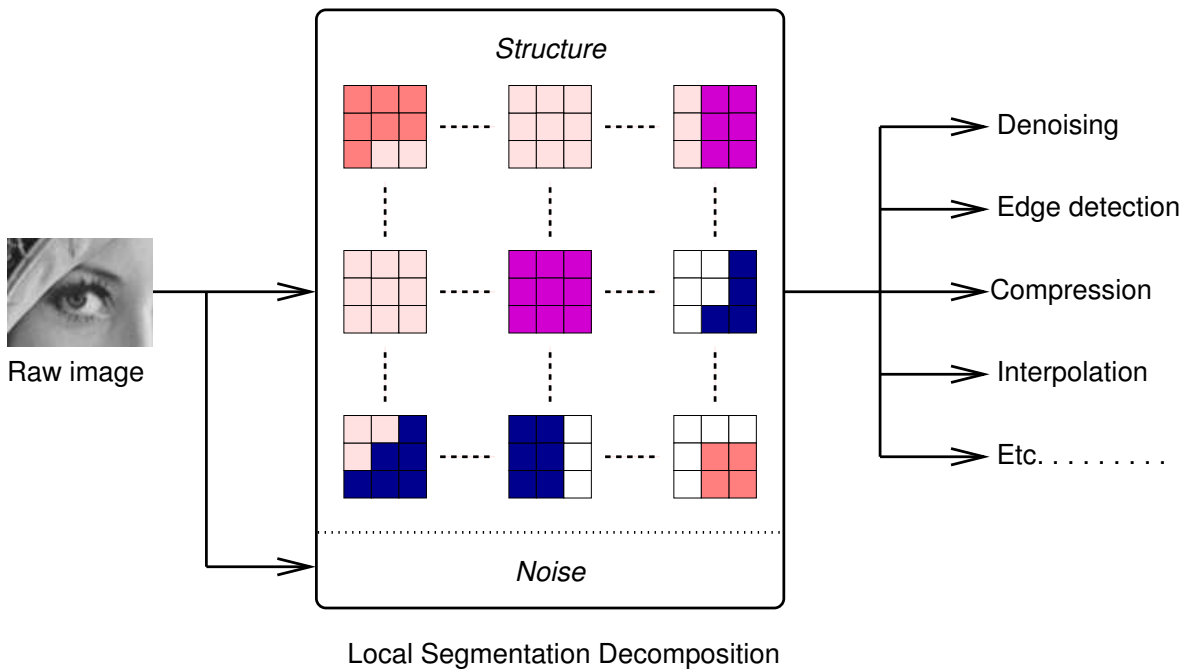 Structure
Raw image
Noise
Local Segmentation Decomposition
Denoising
Edge detection
Compression
Interpolation
Etc. . . . . . . . .